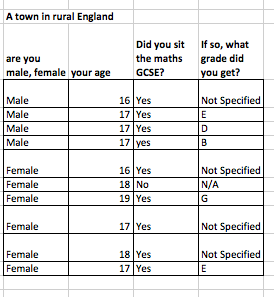 A town in rural England
Did you sit If so, what
are you the maths grade did
male, female your age GCSE? you get?
Male 16 Yes Not Specified
Male 17 Yes E
Male 17 Yes D
Male 17 yes B
Female 16 Yes Not Specified
Female 18 No N/A
Female 19 Yes G
Female 17 Yes Not Specified
Female 18 Yes Not Specified
Female 17 Yes E